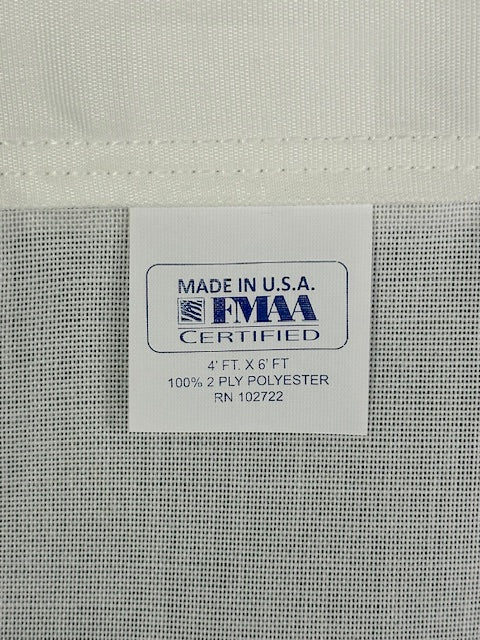 MADE IN U.S.A.
FMAA
CERTIFIED
4' FT. X 6' FT
100% 2 PLY POLYESTER
RN 102722